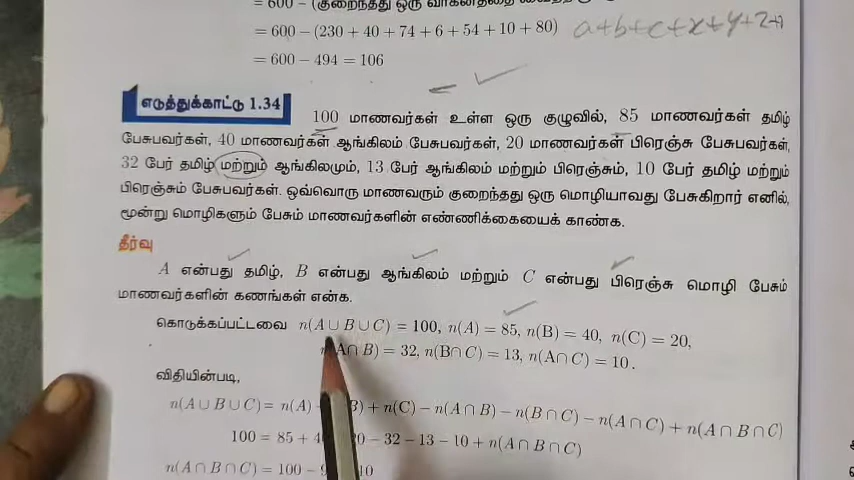 = 600 − (குறைந்தது ஒரு
= 600 − (230 + 40 + 74 + 6 + 54 + 10 + 80) a+b+c+x+y+z+
= 600 − 494 = 106
எடுத்துக்காட்டு 1.34 100 மாணவர்கள் உள்ள ஒரு குழுவில், 85 மாணவர்கள் தமிழ்
பேசுபவர்கள், 40 மாணவர்கள் ஆங்கிலம் பேசுபவர்கள், 20 மாணவர்கள் பிரெஞ்சு பேசுபவர்கள்,
32 பேர் தமிழ் மற்றும் ஆங்கிலமும், 13 பேர் ஆங்கிலம் மற்றும் பிரெஞ்சும், 10 பேர் தமிழ் மற்றும்
பிரெஞ்சும் பேசுபவர்கள். ஒவ்வொரு மாணவரும் குறைந்தது ஒரு மொழியாவது பேசுகிறார் எனில்,
மூன்று மொழிகளும் பேசும் மாணவர்களின் எண்ணிக்கையைக் காண்க.
தீர்வு
A என்பது தமிழ், B என்பது ஆங்கிலம் மற்றும் C என்பது பிரெஞ்சு மொழி பேசும்
மாணவர்களின் கணங்கள் என்க.
கொடுக்கப்பட்டவை n(A∪B∪C) = 100, n(A) = 85, n(B) = 40, n(C) = 20,
n(A∩B) = 32, n(B∩C) = 13, n(A∩C) = 10.
விதியின்படி,
n(A∪B∪C) = n(A) + B) + n(C) − n(A∩B) − n(B∩C) − n(A∩C) + n(A∩B∩C)
100 = 85 + 4 20 − 32 − 13 − 10 + n(A∩B∩C)
n(A∩B∩C) = 100 − 9 10